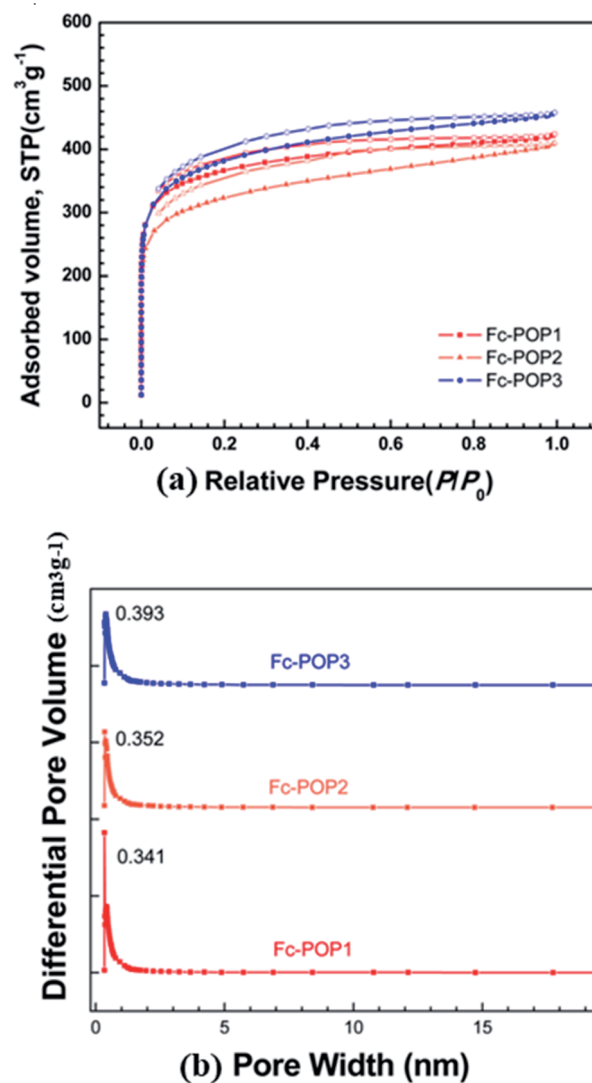 Adsorbed volume, STP(cm³g⁻¹)
600
500
400
300
200
100
0
Fc-POP1
Fc-POP2
Fc-POP3
0.0 0.2 0.4 0.6 0.8 1.0
(a) Relative Pressure(P/P₀)
Differential Pore Volume (cm3g-1)
0.393
Fc-POP3
0.352
Fc-POP2
0.341
Fc-POP1
0 5 10 15
(b) Pore Width (nm)